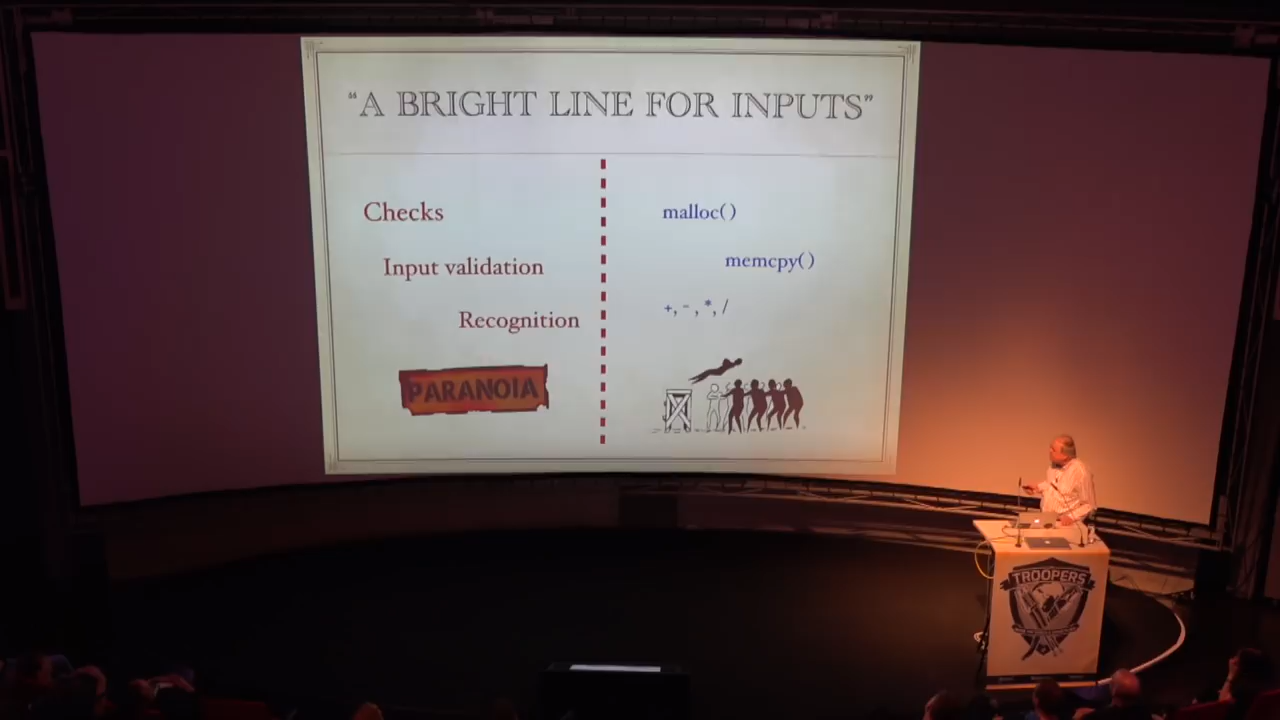 “A BRIGHT LINE FOR INPUTS”
Checks
Input validation
Recognition
PARANOIA
malloc()
memcpy()
+, - , *, /
TROOPERS